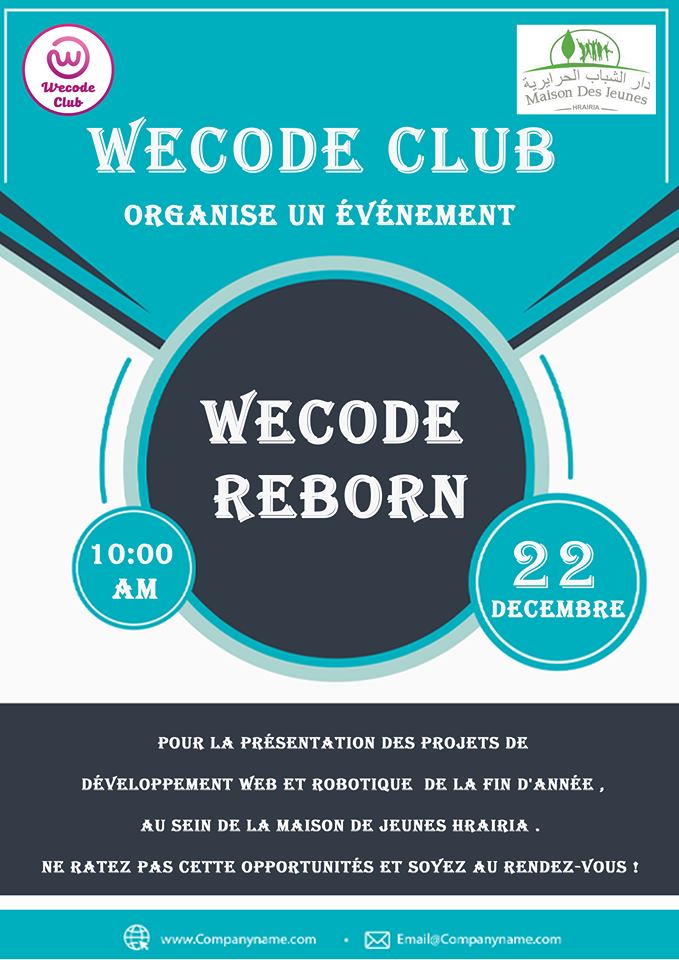 Wecode
Club
دار الشباب الحرايرية
Maison Des Jeunes
HRAIRIA
WECODE CLUB
ORGANISE UN ÉVÉNEMENT
WECODE
REBORN
10:00
AM
22
DECEMBRE
POUR LA PRÉSENTATION DES PROJETS DE
DÉVELOPPEMENT WEB ET ROBOTIQUE DE LA FIN D'ANNÉE ,
AU SEIN DE LA MAISON DE JEUNES HRAIRIA .
NE RATEZ PAS CETTE OPPORTUNITÉS ET SOYEZ AU RENDEZ-VOUS !
www.Companyname.com • Email@Companyname.com